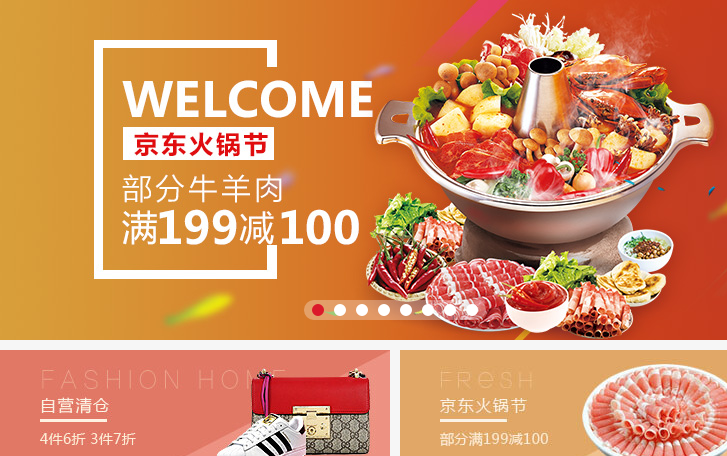 WELCOME
京东火锅节
部分牛羊肉
满199减100
FASHION HOME
自营清仓
4件6折 3件7折
FRESH
京东火锅节
部分满199减100